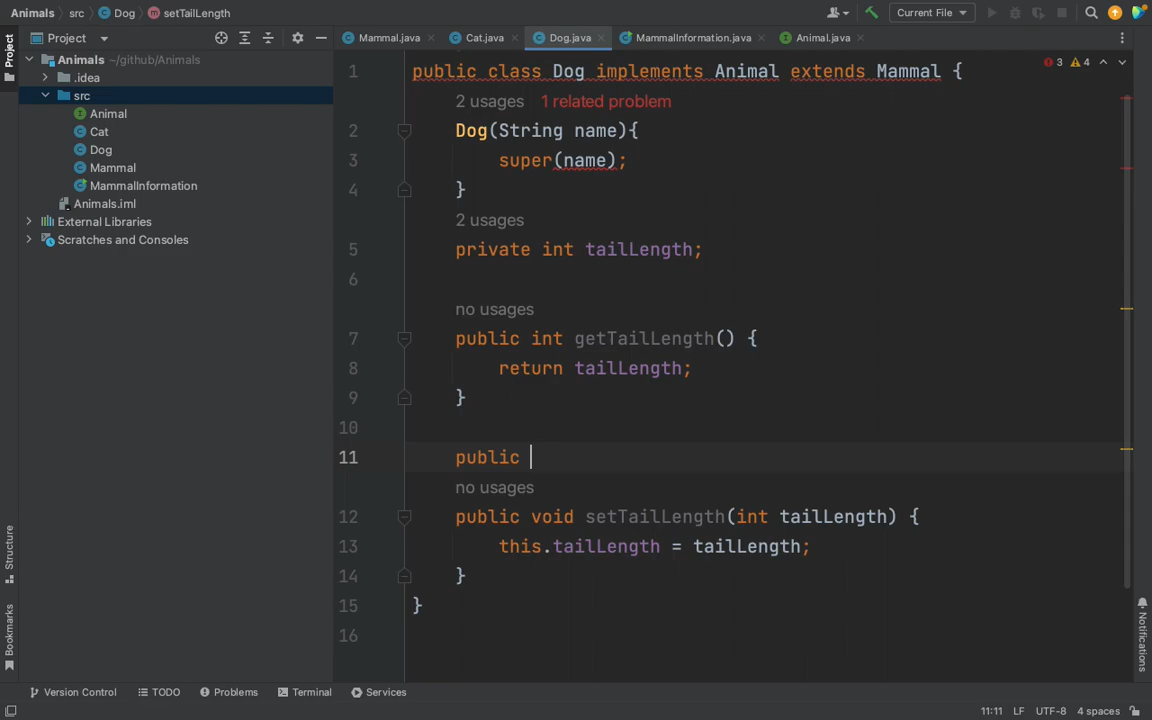 Animals src Dog setTailLength Current File
Project Mammal.java Cat.java Dog.java MammalInformation.java Animal.java
Project
Animals ~/github/Animals
.idea
src
Animal
Cat
Dog
Mammal
MammalInformation
Animals.iml
External Libraries
Scratches and Consoles
Structure
Bookmarks
3 4
1 public class Dog implements Animal extends Mammal {
2 usages 1 related problem
2 Dog(String name){
3 super(name);
4 }
2 usages
5 private int tailLength;
6
no usages
7 public int getTailLength() {
8 return tailLength;
9 }
10
11 public
no usages
12 public void setTailLength(int tailLength) {
13 this.tailLength = tailLength;
14 }
15 }
16
Notifications
Version Control TODO Problems Terminal Services
11:11 LF UTF-8 4 spaces